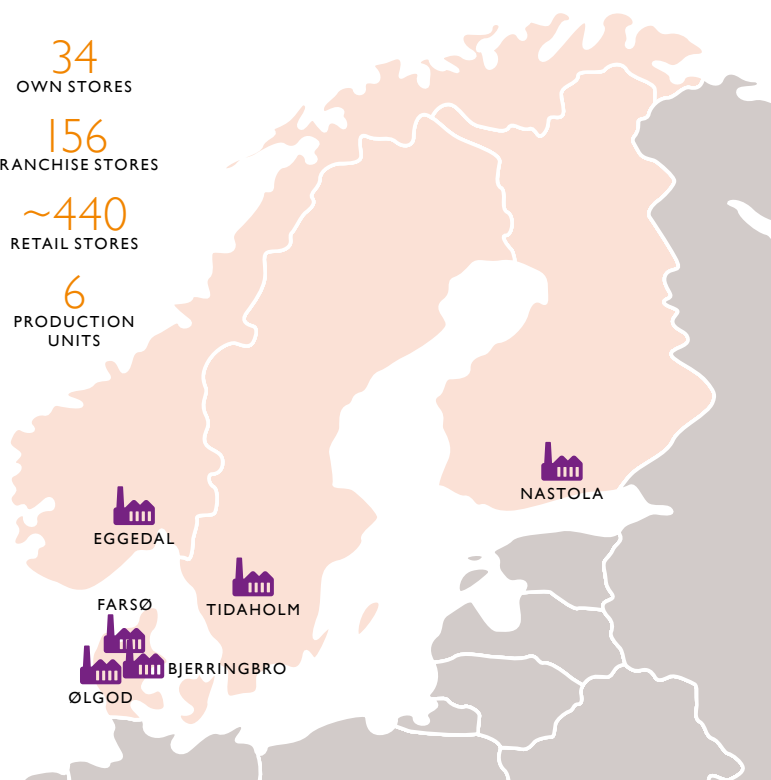 34
OWN STORES
156
RANCHISE STORES
~440
RETAIL STORES
6
PRODUCTION
UNITS
NASTOLA
EGGEDAL
FARSØ
TIDAHOLM
BJERRINGBRO
ØLGOD